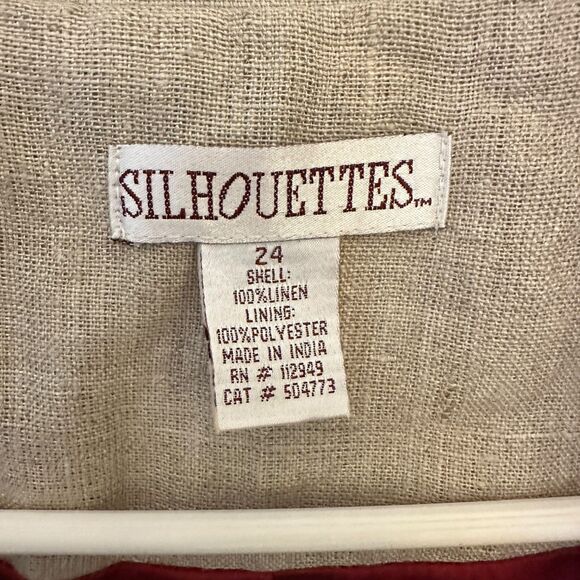 SILHOUETTES™
24
SHELL:
100%LINEN
LINING:
100%POLYESTER
MADE IN INDIA
RN # 112949
CAT # 504773